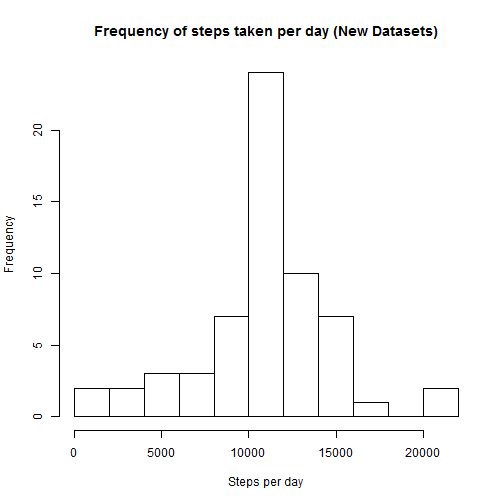 Frequency of steps taken per day (New Datasets)
Frequency
20
15
10
5
0
0 5000 10000 15000 20000
Steps per day